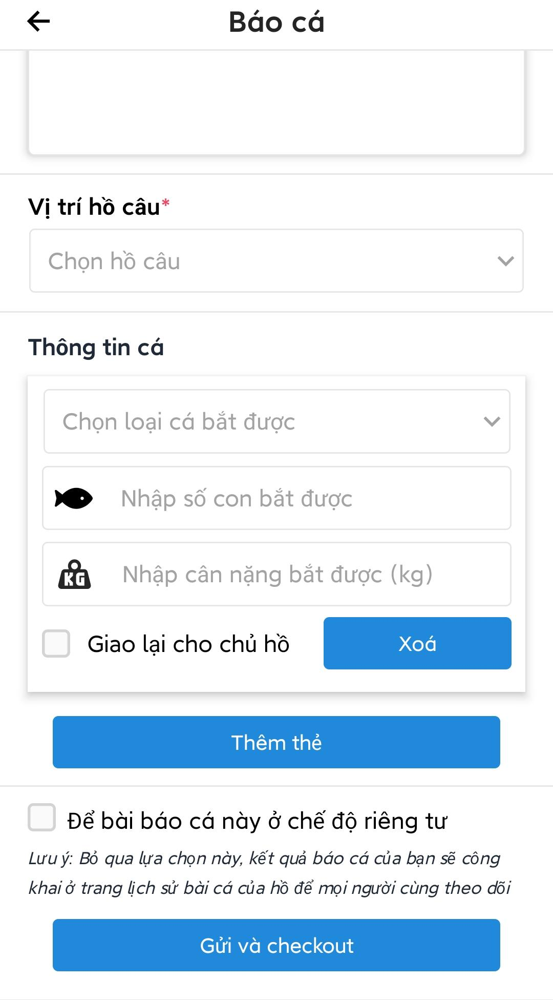 Báo cá
Vị trí hồ câu*
Chọn hồ câu
Thông tin cá
Chọn loại cá bắt được
Nhập số con bắt được
KG
Nhập cân nặng bắt được (kg)
Giao lại cho chủ hồ
Xoá
Thêm thẻ
Để bài báo cá này ở chế độ riêng tư
Lưu ý: Bỏ qua lựa chọn này, kết quả báo cá của bạn sẽ công
khai ở trang lịch sử bài cá của hồ để mọi người cùng theo dõi
Gửi và checkout